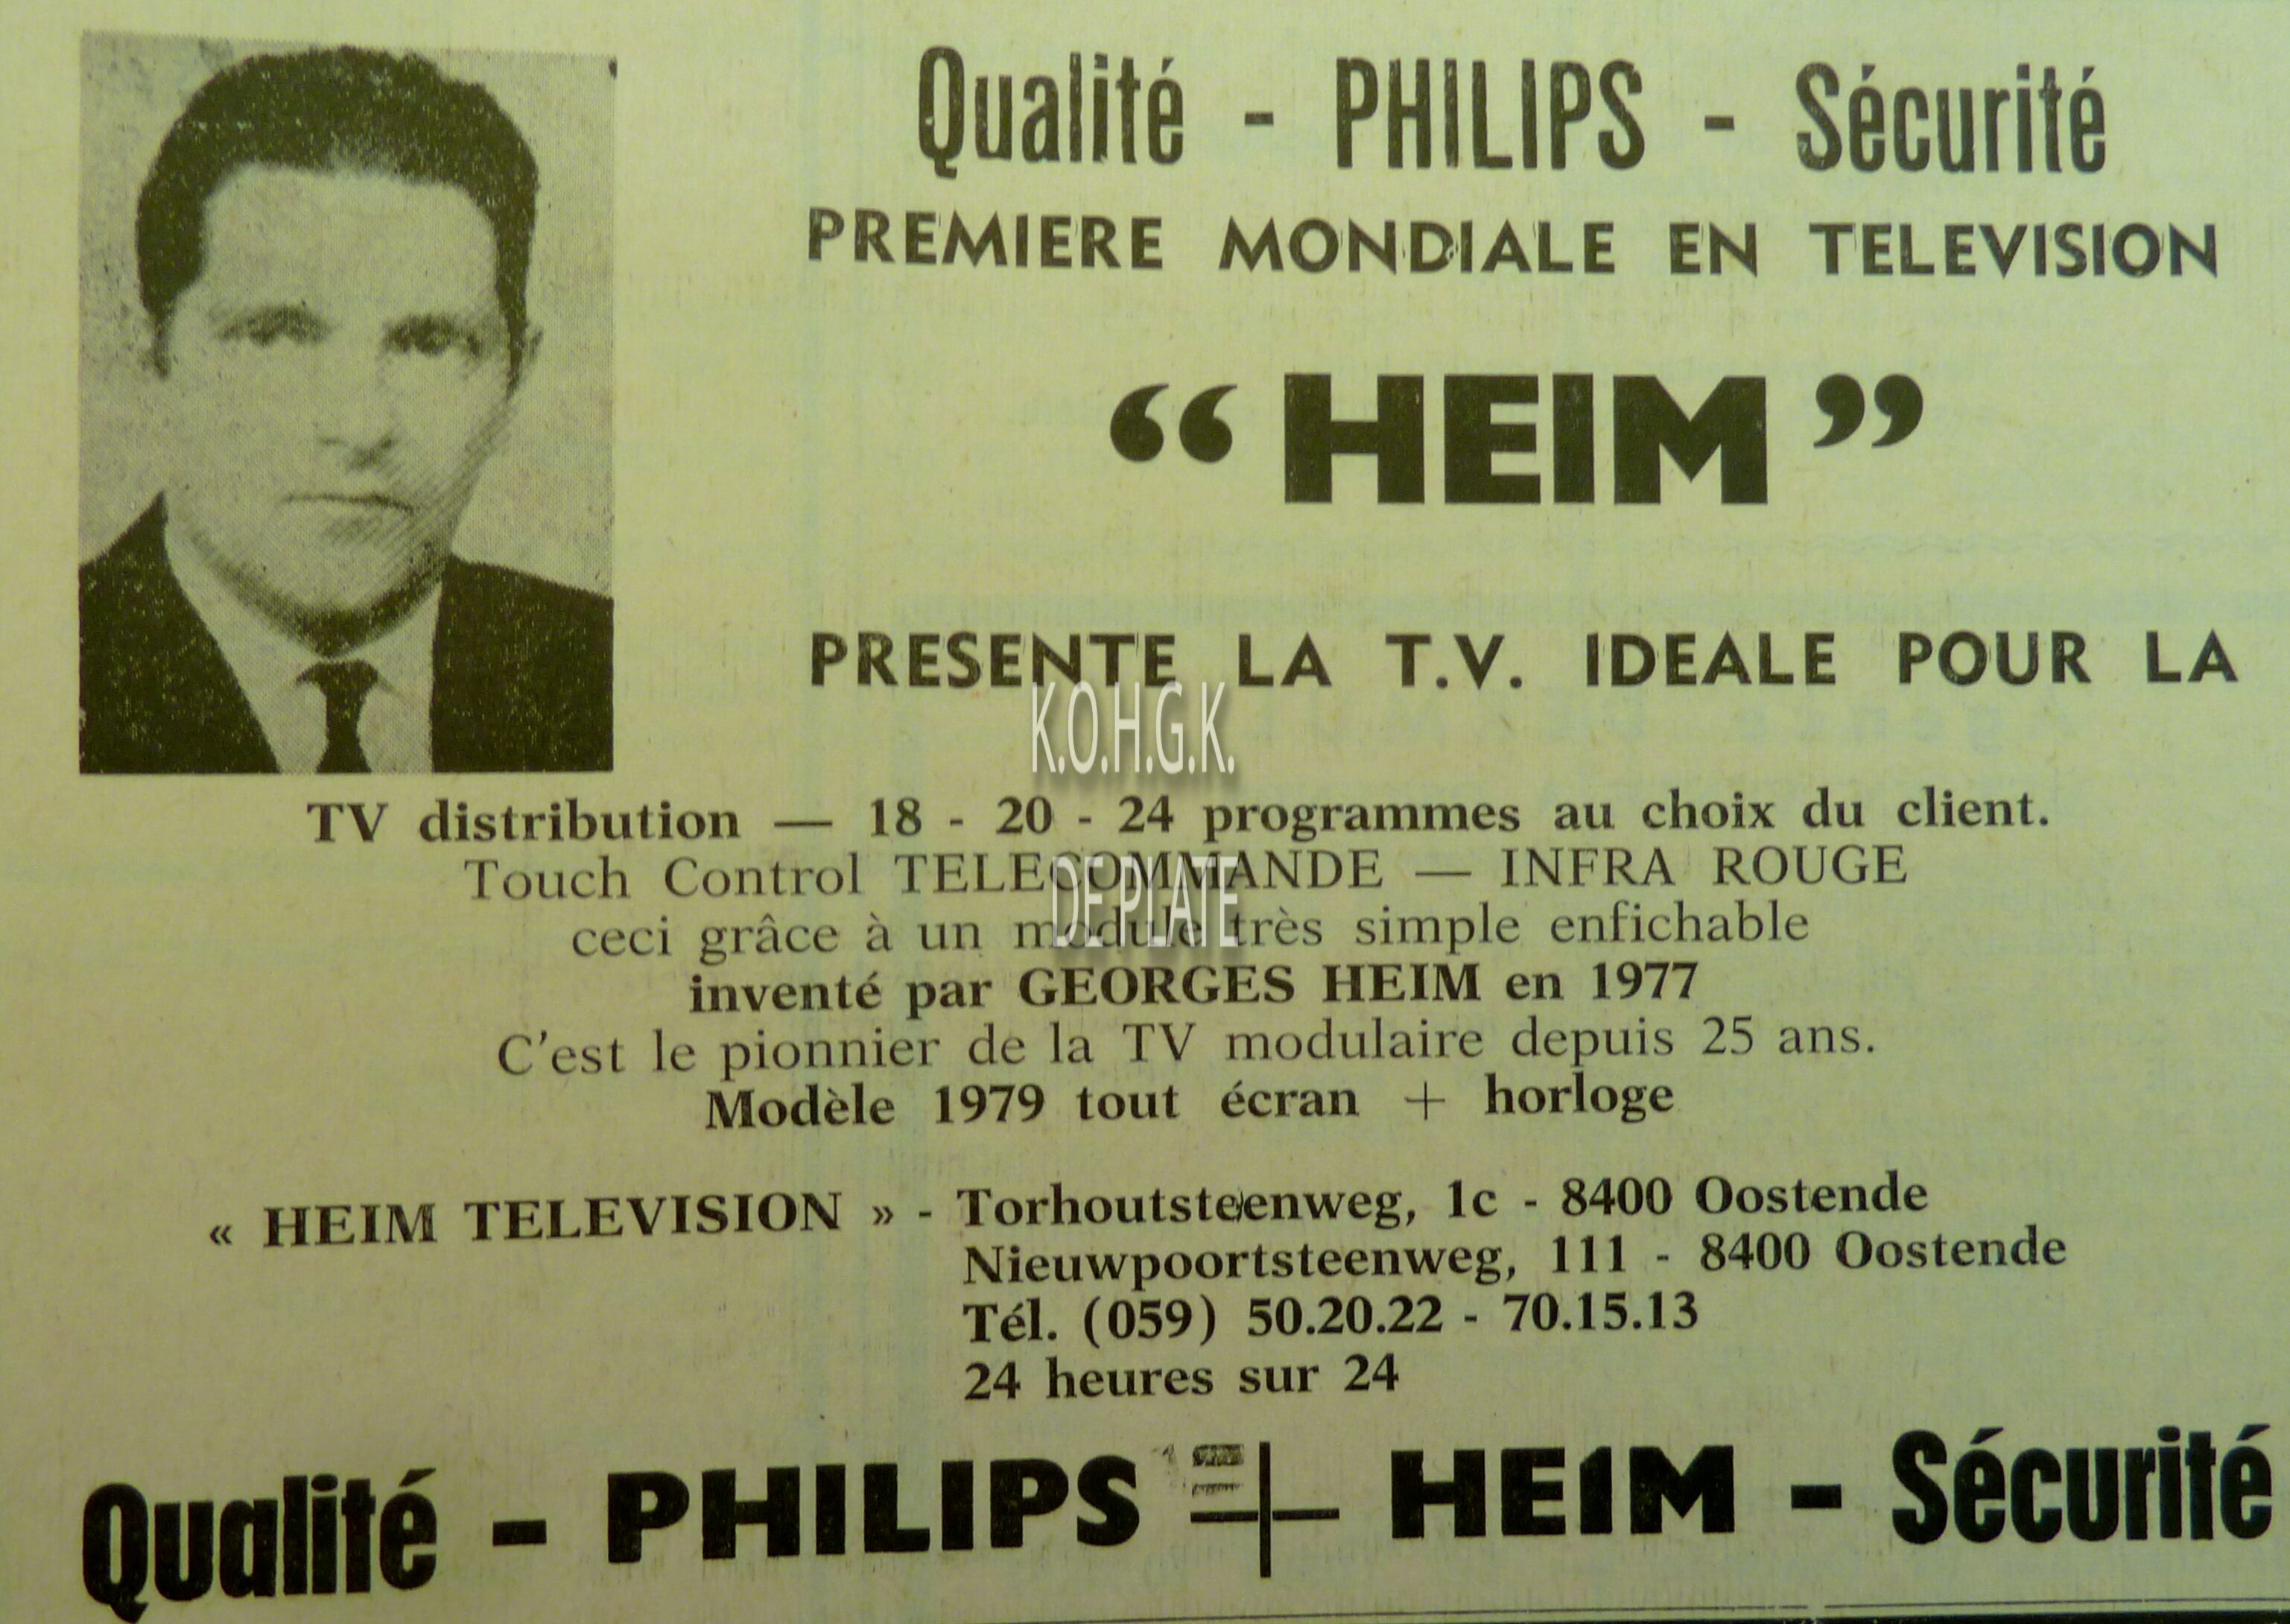 Qualité - PHILIPS - Sécurité
PREMIERE MONDIALE EN TELEVISION
“HEIM”
PRESENTE LA T.V. IDEALE POUR LA
K.O.H.G.K.
TV distribution — 18 - 20 - 24 programmes au choix du client.
Touch Control TELECOMMANDE — INFRA ROUGE
DE PLATE
ceci grâce à un module très simple enfichable
inventé par GEORGES HEIM en 1977
C'est le pionnier de la TV modulaire depuis 25 ans.
Modèle 1979 tout écran + horloge
« HEIM TELEVISION » - Torhoutsteenweg, 1c - 8400 Oostende
Nieuwpoortsteenweg, 111 - 8400 Oostende
Tél. (059) 50.20.22 - 70.15.13
24 heures sur 24
Qualité - PHILIPS + HEIM - Sécurité